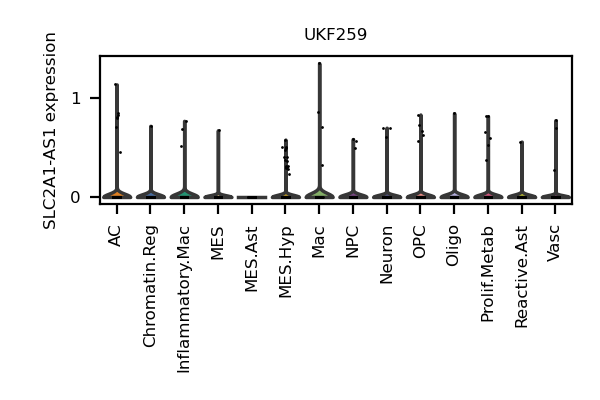 UKF259
SLC2A1-AS1 expression
1
0
AC
Chromatin.Reg
Inflammatory.Mac
MES
MES.Ast
MES.Hyp
Mac
NPC
Neuron
OPC
Oligo
Prolif.Metab
Reactive.Ast
Vasc